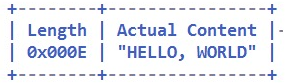 +--------+----------------+
| Length | Actual Content |-
| 0x000E | "HELLO, WORLD" |
+--------+----------------+